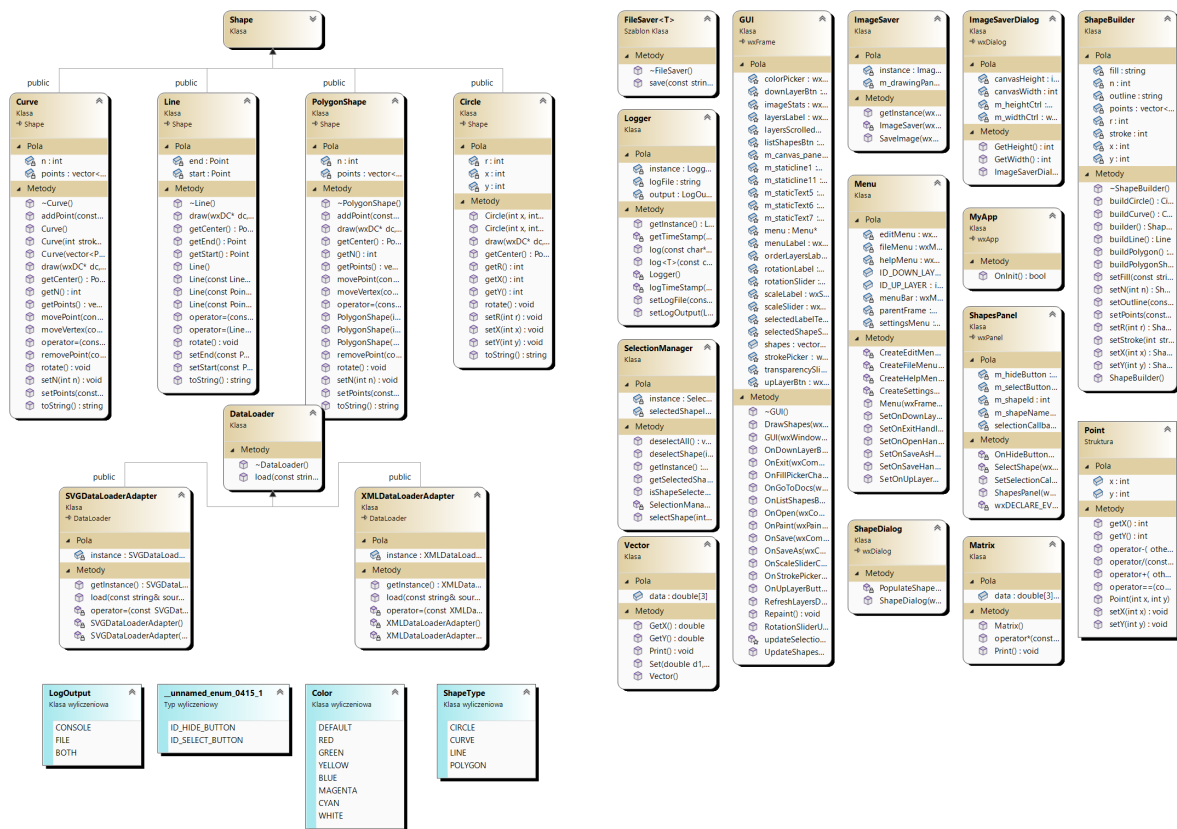 Shape
Klasa
public
public
public
public
Curve
Klasa
Shape
Pola
n : int
points : vector<...
Metody
~Curve()
addPoint(const...
Curve()
Curve(int strok...
Curve(vector<P...
draw(wxDC* dc,...
getCenter() : Po...
getN() : int
getPoints() : ve...
movePoint(con...
moveVertex(co...
operator=(cons...
removePoint(co...
rotate() : void
setN(int n) : void
setPoints(const...
toString() : string
Line
Klasa
Shape
Pola
end : Point
start : Point
Metody
~Line()
draw(wxDC* dc,...
getCenter() : Po...
getEnd() : Point
getStart() : Point
Line()
Line(const Line...
Line(const Poin...
Line(const Poin...
operator=(cons...
operator=(Line...
rotate() : void
setEnd(const P...
setStart(const P...
toString() : string
PolygonShape
Klasa
Shape
Pola
n : int
points : vector<...
Metody
~PolygonShape()
addPoint(const...
draw(wxDC* dc,...
getCenter() : Po...
getN() : int
getPoints() : ve...
movePoint(con...
moveVertex(co...
operator=(cons...
PolygonShape(i...
PolygonShape(i...
PolygonShape(...
removePoint(co...
rotate() : void
setN(int n) : void
setPoints(const...
toString() : string
Circle
Klasa
Shape
Pola
r : int
x : int
y : int
Metody
Circle(int x, int...
Circle(int x, int...
draw(wxDC* dc,...
getCenter() : Po...
getR() : int
getX() : int
getY() : int
rotate() : void
setR(int r) : void
setX(int x) : void
setY(int y) : void
toString() : string
DataLoader
Klasa
Metody
~DataLoader()
load(const strin...
public
public
SVGDataLoaderAdapter
Klasa
DataLoader
Pola
instance : SVGDataLoad...
Metody
getInstance() : SVGDataL...
load(const string& sour...
operator=(const SVGDat...
SVGDataLoaderAdapter()
SVGDataLoaderAdapter(...
XMLDataLoaderAdapter
Klasa
DataLoader
Pola
instance : XMLDataLoad...
Metody
getInstance() : XMLData...
load(const string& sour...
operator=(const XMLDa...
XMLDataLoaderAdapter()
XMLDataLoaderAdapter...
LogOutput
Klasa wyliczeniowa
CONSOLE
FILE
BOTH
__unnamed_enum_0415_1
Typ wyliczeniowy
ID_HIDE_BUTTON
ID_SELECT_BUTTON
Color
Klasa wyliczeniowa
DEFAULT
RED
GREEN
YELLOW
BLUE
MAGENTA
CYAN
WHITE
ShapeType
Klasa wyliczeniowa
CIRCLE
CURVE
LINE
POLYGON
FileSaver<T>
Szablon Klasa
Metody
~FileSaver()
save(const strin...
Logger
Klasa
Pola
instance : Logg...
logFile : string
output : LogOu...
Metody
getInstance() : L...
getTimeStamp(...
log(const char*...
log<T>(const c...
Logger()
logTimeStamp(...
setLogFile(cons...
setLogOutput(L...
SelectionManager
Klasa
Pola
instance : Selec...
selectedShapeI...
Metody
deselectAll() : v...
deselectShape(i...
getInstance() :...
getSelectedSha...
isShapeSelecte...
SelectionMana...
selectShape(int...
Vector
Klasa
Pola
data : double[3]
Metody
GetX() : double
GetY() : double
Print() : void
Set(double d1,...
Vector()
GUI
Klasa
wxFrame
Pola
colorPicker : wx...
downLayerBtn :...
imageStats : wx...
layersLabel : wx...
layersScrolled...
listShapesBtn :...
m_canvas_pane...
m_staticline1 :...
m_staticline11 :...
m_staticText5 :...
m_staticText6 :...
m_staticText7 :...
menu : Menu*
menuLabel : wx...
orderLayersLab...
rotationLabel :...
rotationSlider :...
scaleLabel : wxS...
scaleSlider : wx...
selectedLabelTe...
selectedShapeS...
shapes : vector...
strokePicker : w...
transparencySli...
upLayerBtn : wx...
Metody
~GUI()
DrawShapes(wx...
GUI(wxWindow...
OnDownLayerB...
OnExit(wxCom...
OnFillPickerCha...
OnGoToDocs(w...
OnListShapesB...
OnOpen(wxCo...
OnPaint(wxPain...
OnSave(wxCom...
OnSaveAs(wxC...
OnScaleSliderC...
OnStrokePicker...
OnUpLayerButt...
RefreshLayersD...
Repaint() : void
RotationSliderU...
updateSelectio...
UpdateShapes...
ImageSaver
Klasa
Pola
instance : Imag...
m_drawingPan...
Metody
getInstance(wx...
ImageSaver(wx...
SaveImage(wx...
Menu
Klasa
Pola
editMenu : wx...
fileMenu : wxM...
helpMenu : wx...
ID_DOWN_LAY...
ID_UP_LAYER : i...
menuBar : wxM...
parentFrame :...
settingsMenu :...
Metody
CreateEditMen...
CreateFileMenu...
CreateHelpMen...
CreateSettings...
Menu(wxFrame...
SetOnDownLay...
SetOnExitHandl...
SetOnOpenHan...
SetOnSaveAsH...
SetOnSaveHan...
SetOnUpLayer...
ShapeDialog
Klasa
wxDialog
Metody
PopulateShape...
ShapeDialog(w...
ImageSaverDialog
Klasa
wxDialog
Pola
canvasHeight : i...
canvasWidth : int
m_heightCtrl :...
m_widthCtrl : w...
Metody
GetHeight() : int
GetWidth() : int
ImageSaverDial...
MyApp
Klasa
wxApp
Metody
OnInit() : bool
ShapesPanel
Klasa
wxPanel
Pola
m_hideButton :...
m_selectButton...
m_shapeId : int
m_shapeName...
selectionCallba...
Metody
OnHideButton...
SelectShape(wx...
SetSelectionCal...
ShapesPanel(w...
wxDECLARE_EV...
Matrix
Klasa
Pola
data : double[3]...
Metody
Matrix()
operator*(const...
Print() : void
ShapeBuilder
Klasa
Pola
fill : string
n : int
outline : string
points : vector<...
r : int
stroke : int
x : int
y : int
Metody
~ShapeBuilder()
buildCircle() : Ci...
buildCurve() : C...
builder() : Shap...
buildLine() : Line
buildPolygon() :...
buildPolygonSh...
setFill(const stri...
setN(int n) : Sh...
setOutline(cons...
setPoints(const...
setR(int r) : Sha...
setStroke(int str...
setX(int x) : Sha...
setY(int y) : Sha...
ShapeBuilder()
Point
Struktura
Pola
x : int
y : int
Metody
getX() : int
getY() : int
operator-( othe...
operator/(const...
operator+( oth...
operator==(co...
Point(int x, int y)
setX(int x) : void
setY(int y) : void